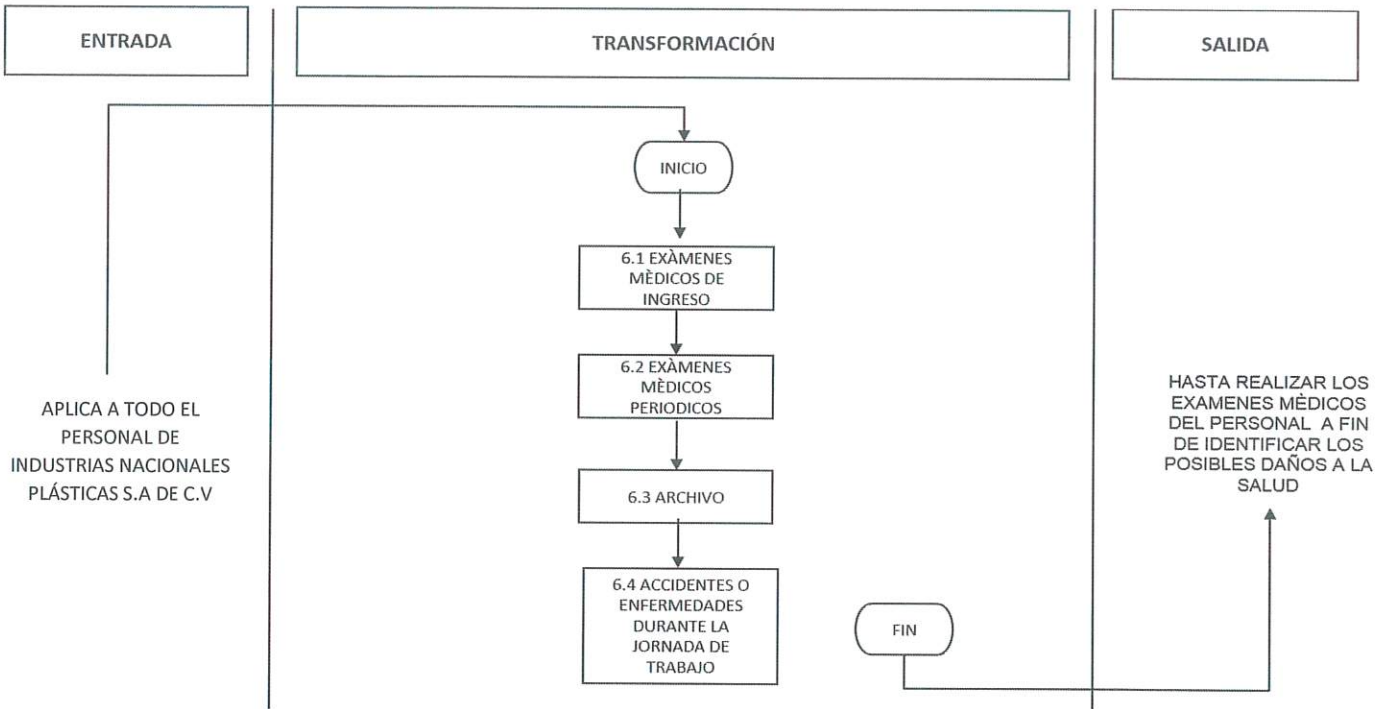 ENTRADA
TRANSFORMACIÓN
SALIDA
INICIO
6.1 EXÀMENES
MÈDICOS DE
INGRESO
6.2 EXÀMENES
MÈDICOS
PERIODICOS
6.3 ARCHIVO
6.4 ACCIDENTES O
ENFERMEDADES
DURANTE LA
JORNADA DE
TRABAJO
FIN
APLICA A TODO EL
PERSONAL DE
INDUSTRIAS NACIONALES
PLÁSTICAS S.A DE C.V
HASTA REALIZAR LOS
EXAMENES MÈDICOS
DEL PERSONAL A FIN
DE IDENTIFICAR LOS
POSIBLES DAÑOS A LA
SALUD